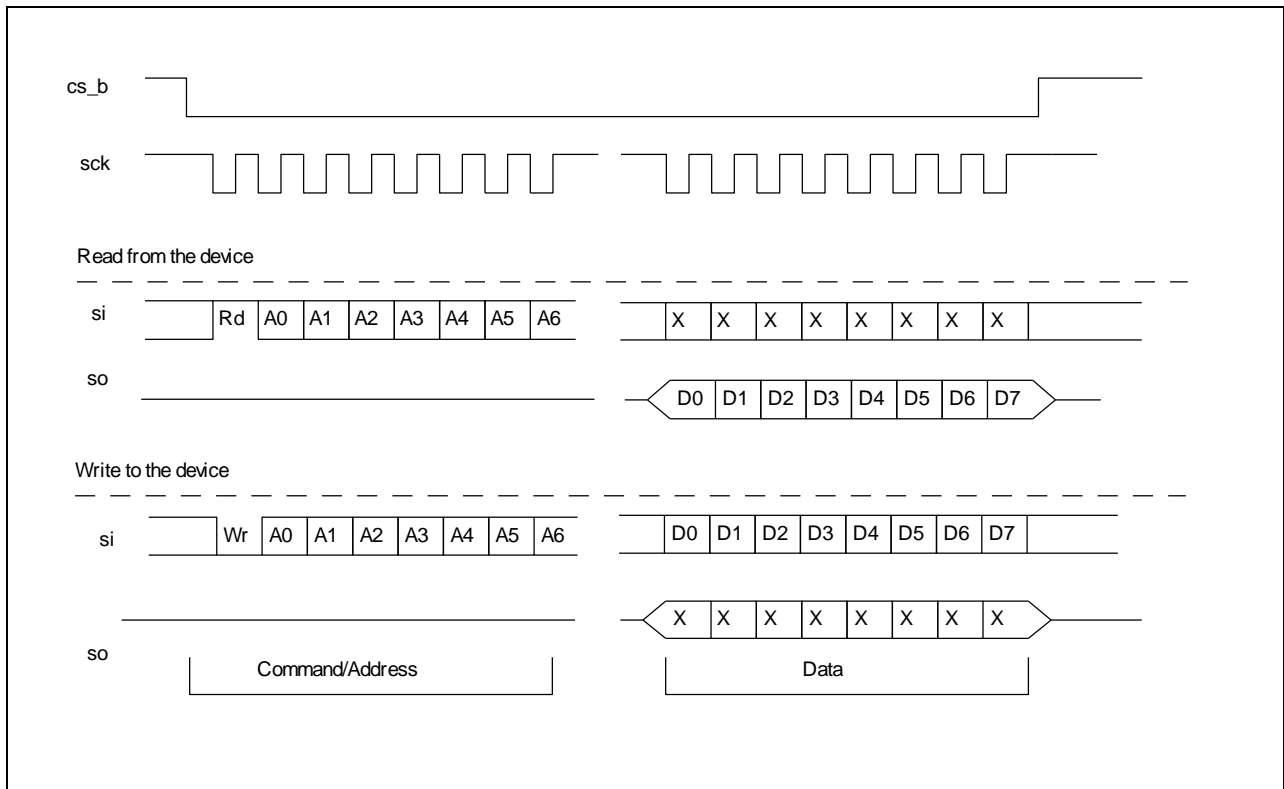 cs_b
sck
Read from the device
si Rd A0 A1 A2 A3 A4 A5 A6 X X X X X X X X
so D0 D1 D2 D3 D4 D5 D6 D7
Write to the device
si Wr A0 A1 A2 A3 A4 A5 A6 D0 D1 D2 D3 D4 D5 D6 D7
so X X X X X X X X
Command/Address Data